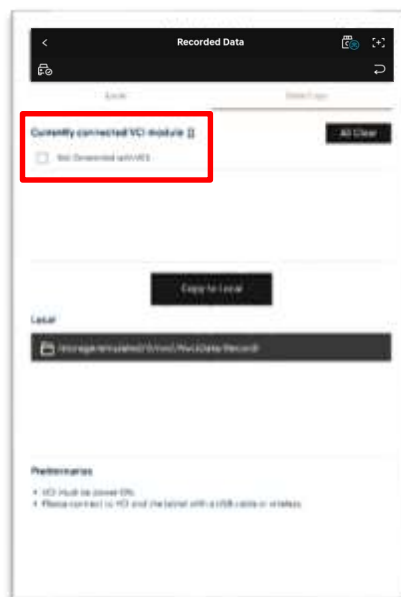 Recorded Data
Currently connected VCI module []
All Clear
Not Connected with VCI
Copy to Local
Local
Preliminaries
• VCI must be power ON.
• Please connect to VCI and the tablet with a USB cable or wireless.